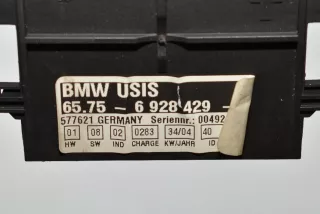 BMW USIS
65.75 - 6 928 429 -
577621 GERMANY Seriennr.: 00492
01 08 02 0283 34/04 40
HW SW IND CHARGE KW/JAHR ID